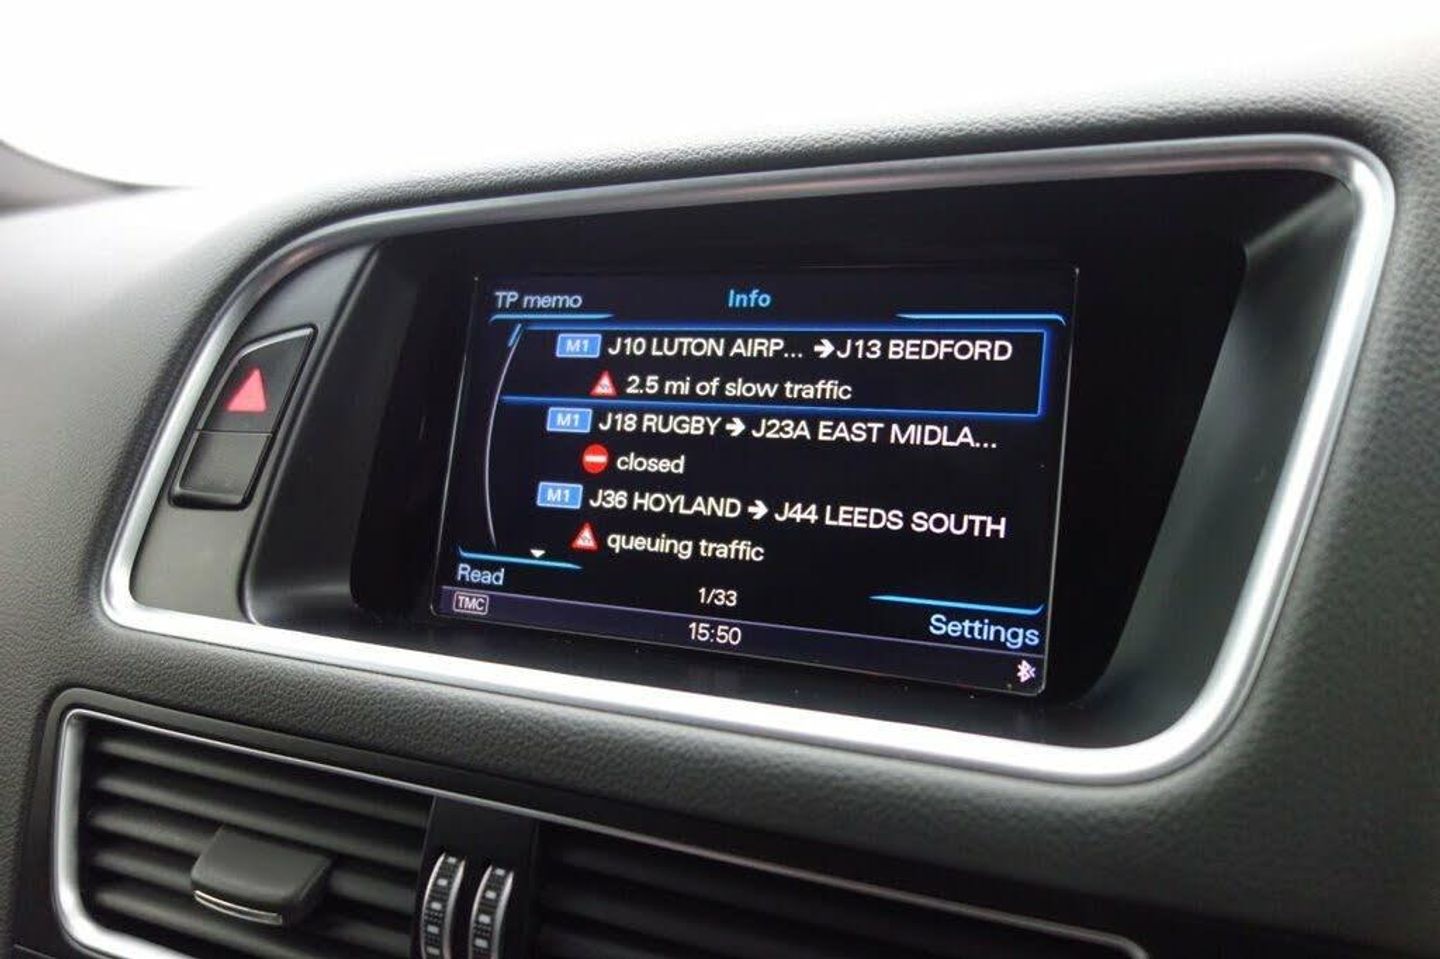 TP memo
Info
M1 J10 LUTON AIRP... ➔J13 BEDFORD
2.5 mi of slow traffic
M1 J18 RUGBY ➔ J23A EAST MIDLA...
closed
M1 J36 HOYLAND ➔ J44 LEEDS SOUTH
queuing traffic
Read
1/33
Settings
TMC
15:50